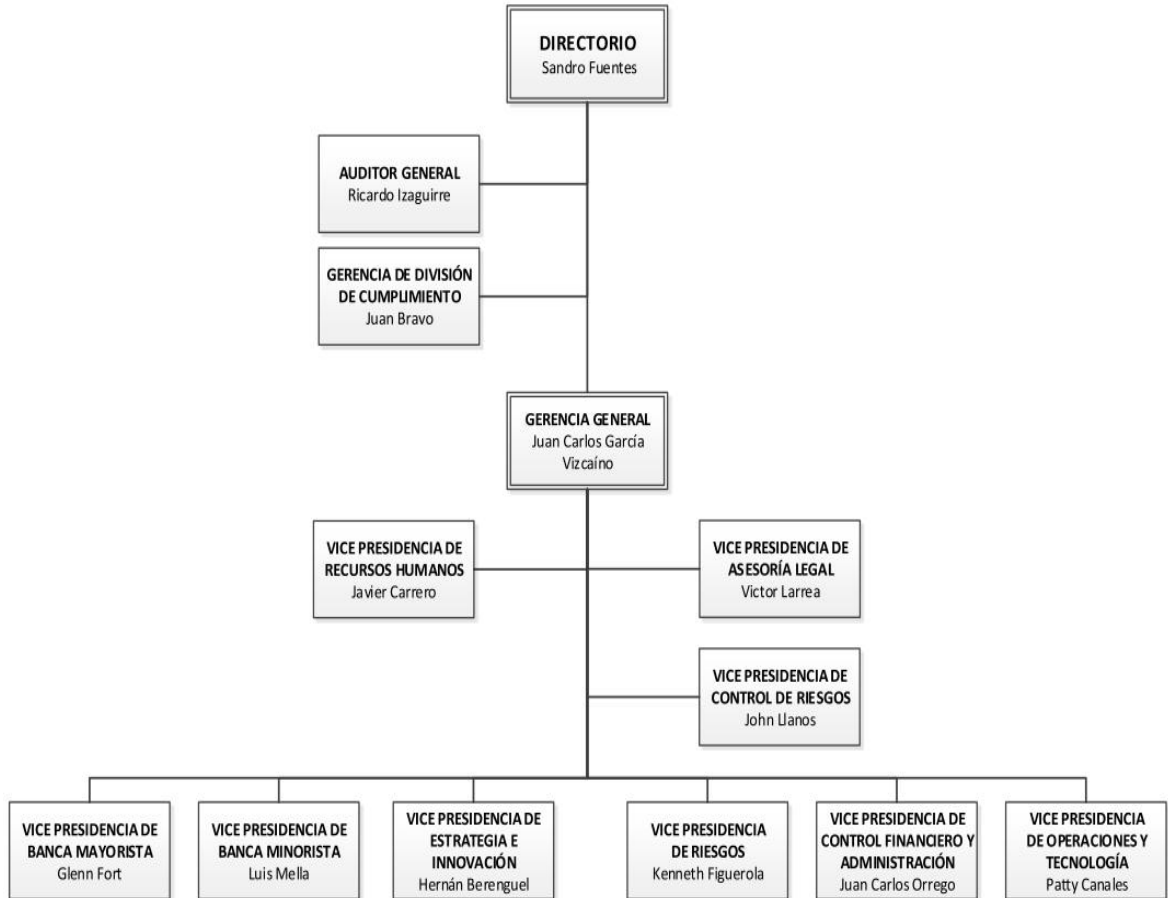 DIRECTORIO
Sandro Fuentes
AUDITOR GENERAL
Ricardo Izaguirre
GERENCIA DE DIVISIÓN
DE CUMPLIMIENTO
Juan Bravo
GERENCIA GENERAL
Juan Carlos García
Vizcaíno
VICE PRESIDENCIA DE
RECURSOS HUMANOS
Javier Carrero
VICE PRESIDENCIA DE
ASESORÍA LEGAL
Victor Larrea
VICE PRESIDENCIA DE
CONTROL DE RIESGOS
John Llanos
VICE PRESIDENCIA DE
BANCA MAYORISTA
Glenn Fort
VICE PRESIDENCIA DE
BANCA MINORISTA
Luis Mella
VICE PRESIDENCIA DE
ESTRATEGIA E
INNOVACIÓN
Hernán Berenguel
VICE PRESIDENCIA
DE RIESGOS
Kenneth Figuerola
VICE PRESIDENCIA DE
CONTROL FINANCIERO Y
ADMINISTRACIÓN
Juan Carlos Orrego
VICE PRESIDENCIA
DE OPERACIONES Y
TECNOLOGÍA
Patty Canales